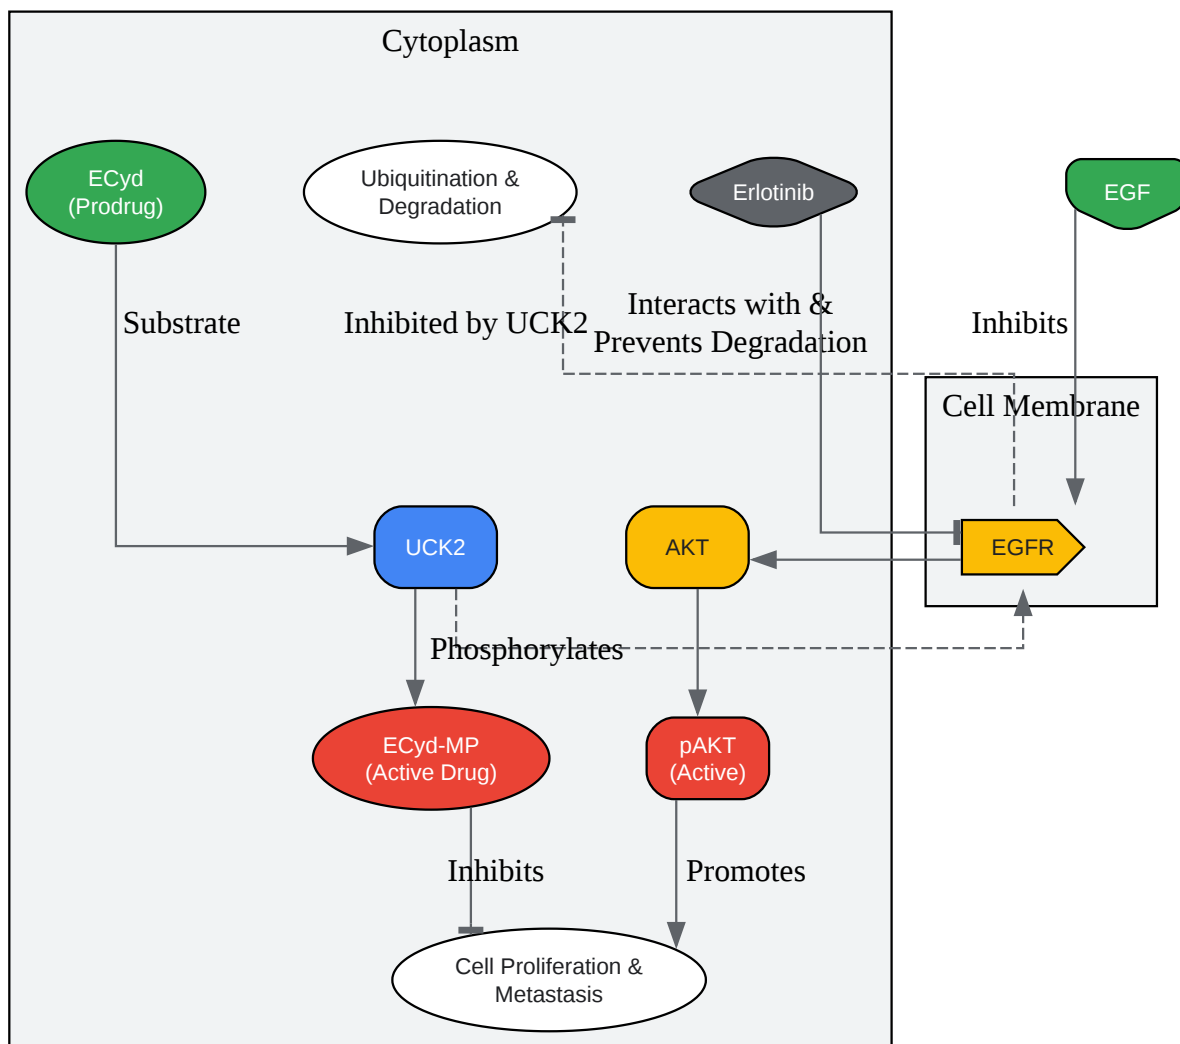 Cytoplasm
ECyd
(Prodrug)
Ubiquitination &
Degradation
Erlotinib
EGF
Substrate
Inhibited by UCK2
Interacts with &
Prevents Degradation
Inhibits
Cell Membrane
UCK2
AKT
EGFR
Phosphorylates
ECyd-MP
(Active Drug)
pAKT
(Active)
Inhibits
Promotes
Cell Proliferation &
Metastasis